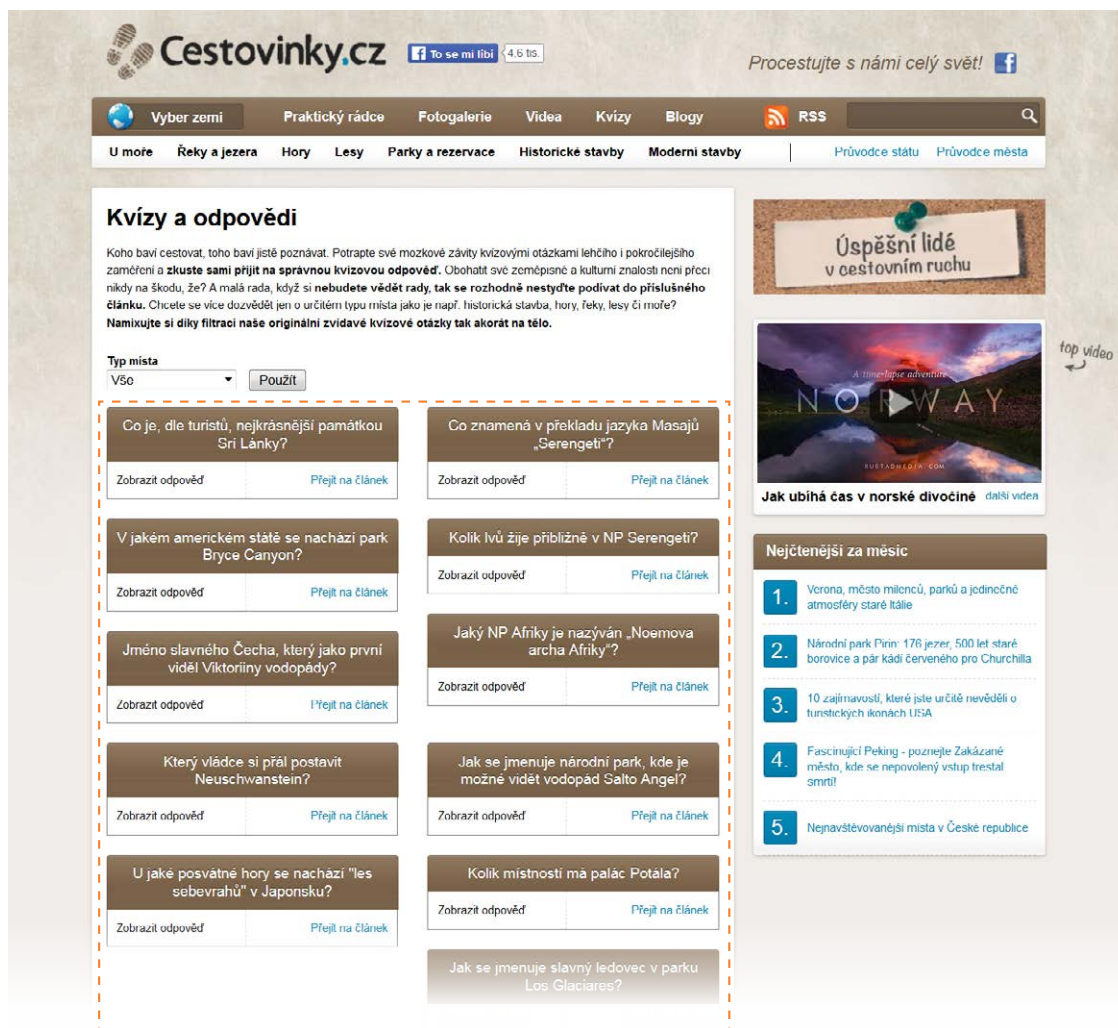 Cestovinky.cz
To se mi líbí
4,6 tis.
Procestujte s námi celý svět!
Vyber zemi
Praktický rádce
Fotogalerie
Videa
Kvízy
Blogy
RSS
U moře
Řeky a jezera
Hory
Lesy
Parky a rezervace
Historické stavby
Moderní stavby
Průvodce státu
Průvodce města
Kvízy a odpovědi
Koho baví cestovat, toho baví jistě poznávat. Potrapte své mozkové závity kvízovými otázkami lehčího i pokročilejšího
zaměření a zkuste sami přijít na správnou kvízovou odpověď. Obohatit své zeměpisné a kulturní znalosti není přeci
nikdy na škodu, že? A malá rada, když si nebudete vědět rady, tak se rozhodně nestyďte podívat do příslušného
článku. Chcete se více dozvědět jen o určitém typu místa jako je např. historická stavba, hory, řeky, lesy či moře?
Namixujte si díky filtraci naše originální zvídavé kvízové otázky tak akorát na tělo.
Typ místa
Vše
Použít
Co je, dle turistů, nejkrásnější památkou
Srí Lánky?
Zobrazit odpověď
Přejít na článek
V jakém americkém státě se nachází park
Bryce Canyon?
Zobrazit odpověď
Přejít na článek
Jméno slavného Čecha, který jako první
viděl Viktoriiny vodopády?
Zobrazit odpověď
Přejít na článek
Který vládce si přál postavit
Neuschwanstein?
Zobrazit odpověď
Přejít na článek
U jaké posvátné hory se nachází "les
sebevrahů" v Japonsku?
Zobrazit odpověď
Přejít na článek
Co znamená v překladu jazyka Masajů
„Serengeti“?
Zobrazit odpověď
Přejít na článek
Kolik lvů žije přibližně v NP Serengeti?
Zobrazit odpověď
Přejít na článek
Jaký NP Afriky je nazýván „Noemova
archa Afriky“?
Zobrazit odpověď
Přejít na článek
Jak se jmenuje národní park, kde je
možné vidět vodopád Salto Angel?
Zobrazit odpověď
Přejít na článek
Kolik místností má palác Potála?
Zobrazit odpověď
Přejít na článek
Jak se jmenuje slavný ledovec v parku
Los Glaciares?
Úspěšní lidé
v cestovním ruchu
top video
A time-lapse adventure
NORWAY
RUSTADMEDIA.COM
Jak ubíhá čas v norské divočině
další videa
Nejčtenější za měsíc
1.
Verona, město milenců, parků a jedinečné
atmosféry staré Itálie
2.
Národní park Pirin: 176 jezer, 500 let staré
borovice a pár kádí červeného pro Churchilla
3.
10 zajímavostí, které jste určitě nevěděli o
turistických ikonách USA
4.
Fascinující Peking - poznejte Zakázané
město, kde se nepovolený vstup trestal
smrtí!
5.
Nejnavštěvovanější místa v České republice